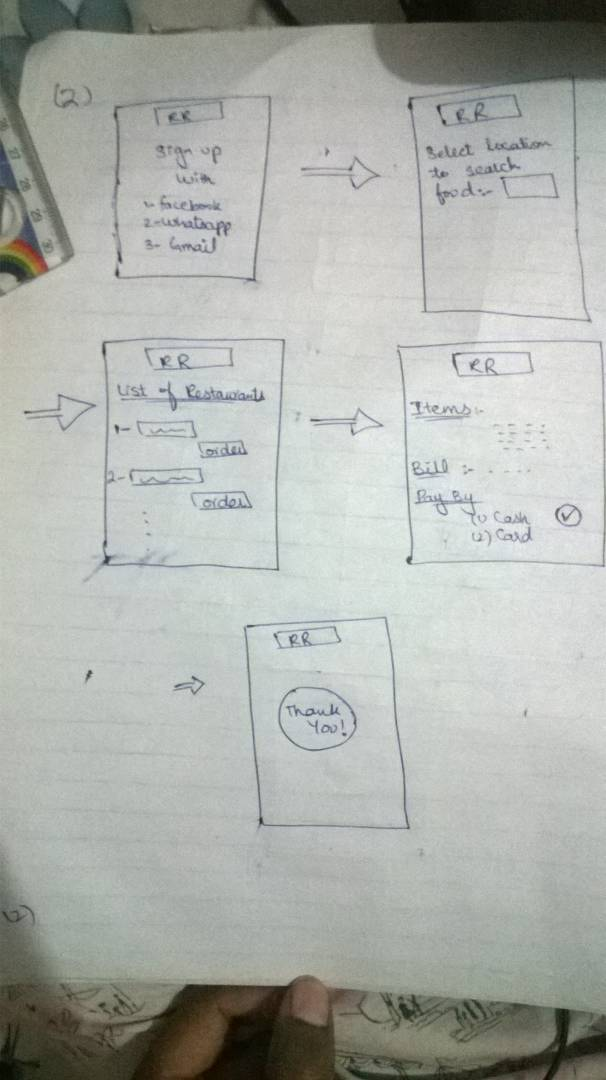 (2)
RR
Sign up
with
1- facebook
2- whatsapp
3- Gmail
RR
Select Location
to search
food:-
RR
List of Restaurants
1-
order
2-
order
RR
Items:-
Bill :-
Pay By
(1) Cash
(2) Card
RR
Thank
You!